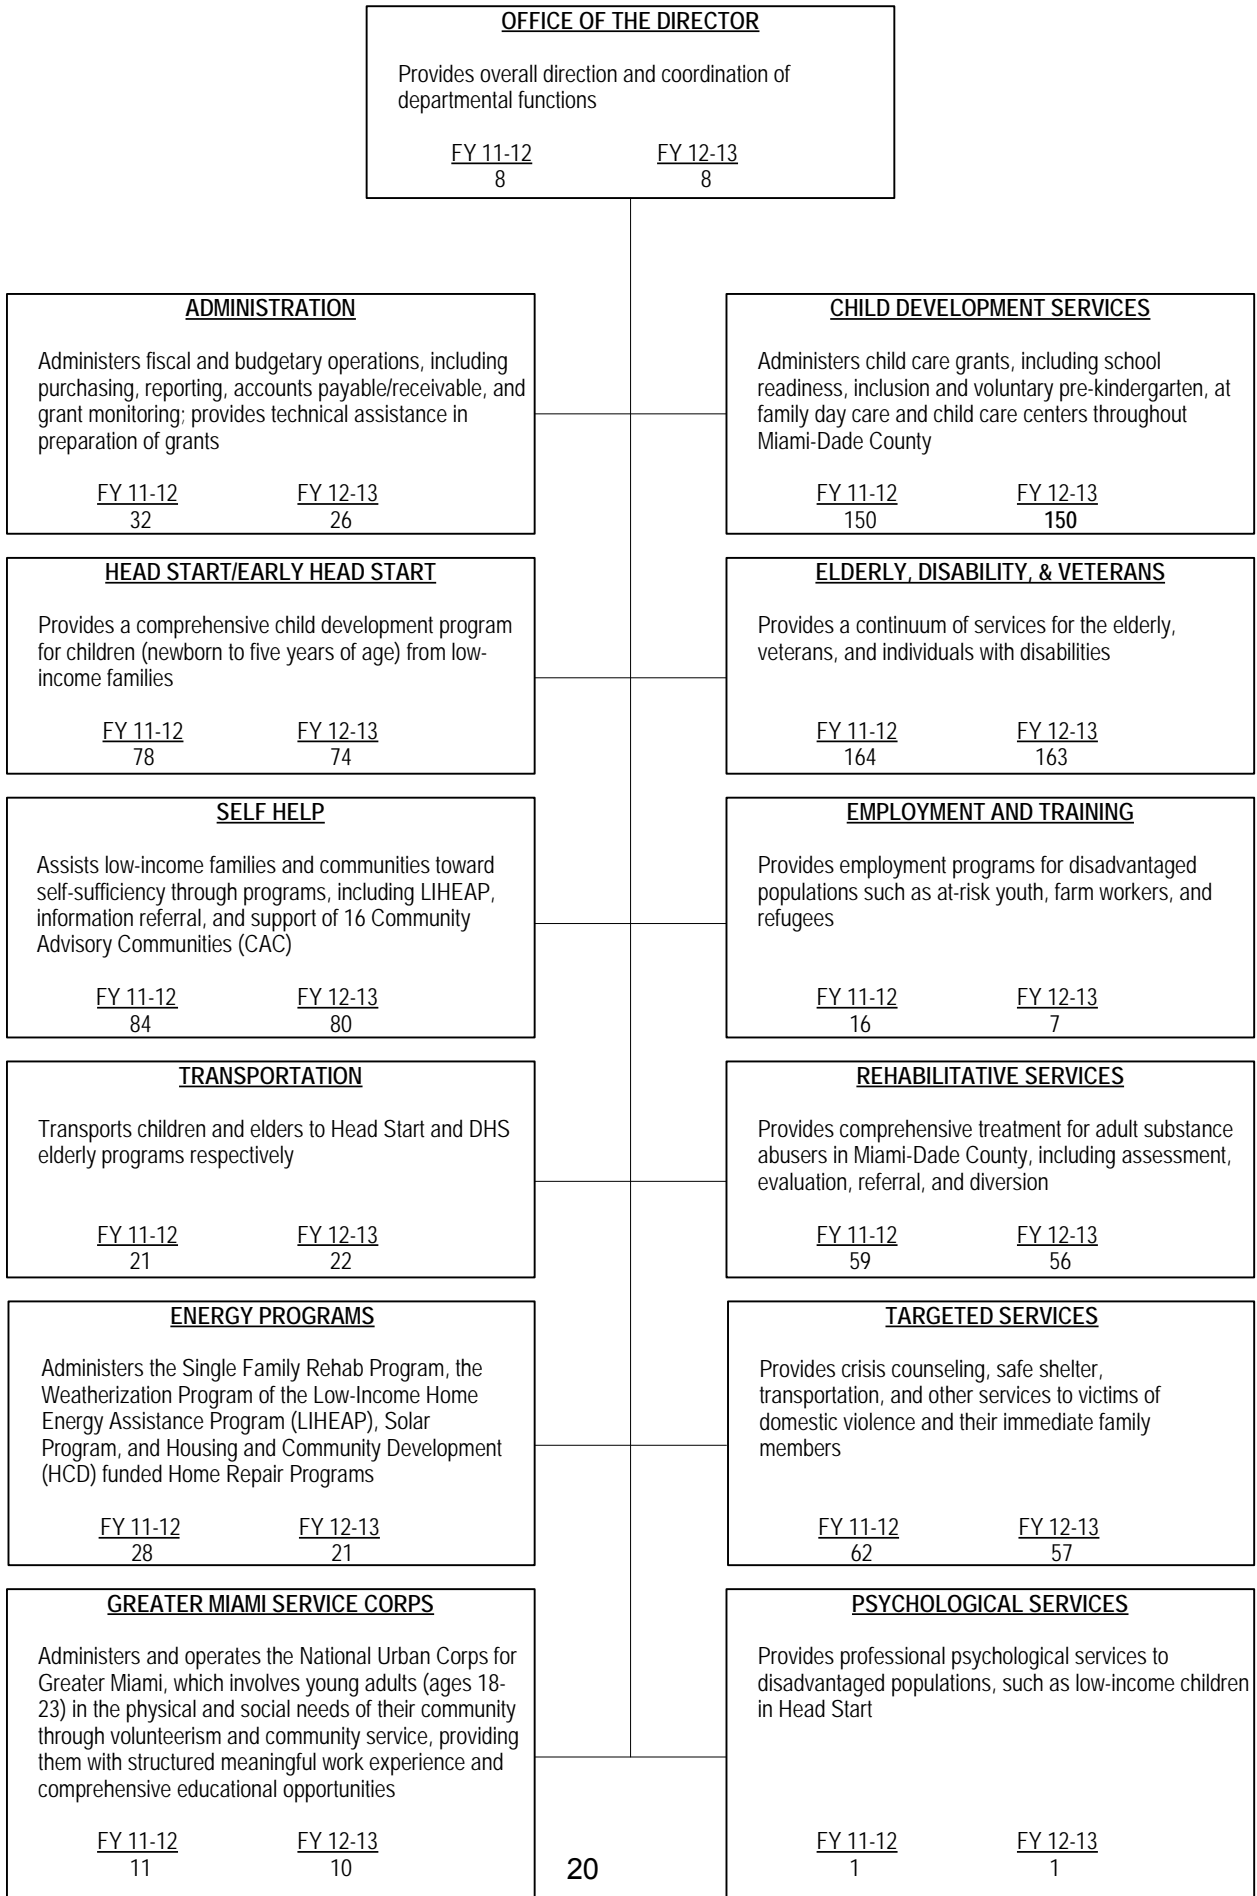 OFFICE OF THE DIRECTOR
Provides overall direction and coordination of
departmental functions
FY 11-12 FY 12-13
8 8
ADMINISTRATION
Administers fiscal and budgetary operations, including
purchasing, reporting, accounts payable/receivable, and
grant monitoring; provides technical assistance in
preparation of grants
FY 11-12 FY 12-13
32 26
CHILD DEVELOPMENT SERVICES
Administers child care grants, including school
readiness, inclusion and voluntary pre-kindergarten, at
family day care and child care centers throughout
Miami-Dade County
FY 11-12 FY 12-13
150 150
HEAD START/EARLY HEAD START
Provides a comprehensive child development program
for children (newborn to five years of age) from low-
income families
FY 11-12 FY 12-13
78 74
ELDERLY, DISABILITY, & VETERANS
Provides a continuum of services for the elderly,
veterans, and individuals with disabilities
FY 11-12 FY 12-13
164 163
SELF HELP
Assists low-income families and communities toward
self-sufficiency through programs, including LIHEAP,
information referral, and support of 16 Community
Advisory Communities (CAC)
FY 11-12 FY 12-13
84 80
EMPLOYMENT AND TRAINING
Provides employment programs for disadvantaged
populations such as at-risk youth, farm workers, and
refugees
FY 11-12 FY 12-13
16 7
TRANSPORTATION
Transports children and elders to Head Start and DHS
elderly programs respectively
FY 11-12 FY 12-13
21 22
REHABILITATIVE SERVICES
Provides comprehensive treatment for adult substance
abusers in Miami-Dade County, including assessment,
evaluation, referral, and diversion
FY 11-12 FY 12-13
59 56
ENERGY PROGRAMS
Administers the Single Family Rehab Program, the
Weatherization Program of the Low-Income Home
Energy Assistance Program (LIHEAP), Solar
Program, and Housing and Community Development
(HCD) funded Home Repair Programs
FY 11-12 FY 12-13
28 21
TARGETED SERVICES
Provides crisis counseling, safe shelter,
transportation, and other services to victims of
domestic violence and their immediate family
members
FY 11-12 FY 12-13
62 57
GREATER MIAMI SERVICE CORPS
Administers and operates the National Urban Corps for
Greater Miami, which involves young adults (ages 18-
23) in the physical and social needs of their community
through volunteerism and community service, providing
them with structured meaningful work experience and
comprehensive educational opportunities
FY 11-12 FY 12-13
11 10
PSYCHOLOGICAL SERVICES
Provides professional psychological services to
disadvantaged populations, such as low-income children
in Head Start
FY 11-12 FY 12-13
1 1
20